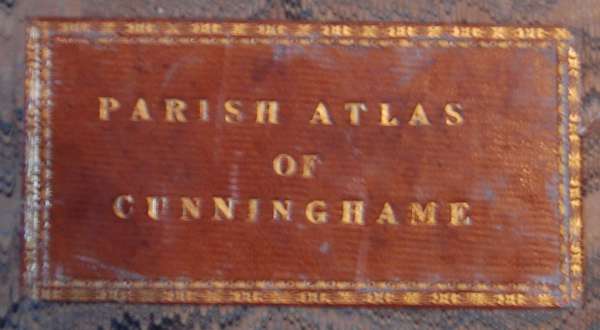 PARISH ATLAS
OF
CUNNINGHAME